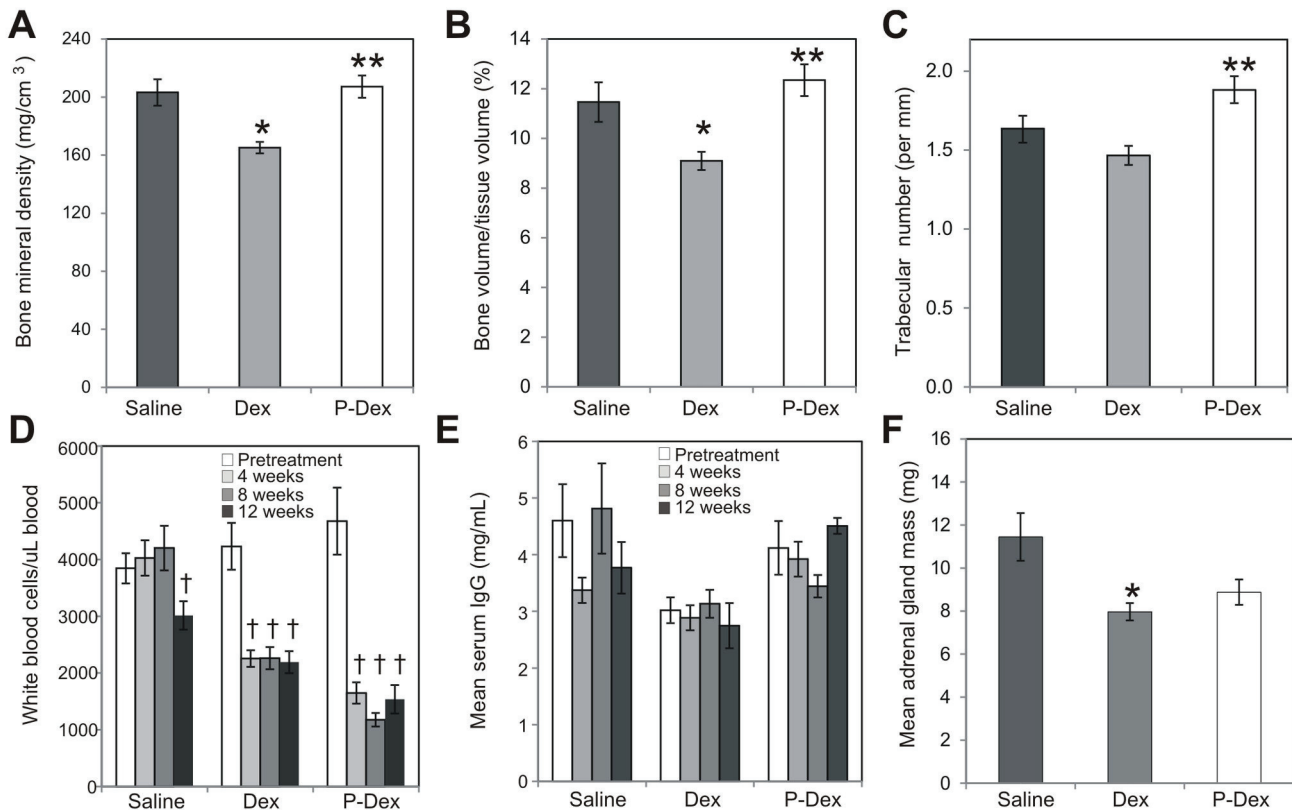 A
Bone mineral density (mg/cm 3 )
240
200
160
120
80
40
0
*
**
Saline Dex P-Dex
B
Bone volume/tissue volume (%)
14
12
10
8
6
4
2
0
*
**
Saline Dex P-Dex
C
Trabecular number (per mm)
2.0
1.5
1.0
0.5
0.0
**
Saline Dex P-Dex
D
White blood cells/uL blood
6000
5000
4000
3000
2000
1000
0
Pretreatment
4 weeks
8 weeks
12 weeks
†
† † †
† † †
Saline Dex P-Dex
E
Mean serum IgG (mg/mL)
6
5
4
3
2
1
0
Pretreatment
4 weeks
8 weeks
12 weeks
Saline Dex P-Dex
F
Mean adrenal gland mass (mg)
16
14
12
10
8
6
4
2
0
*
Saline Dex P-Dex